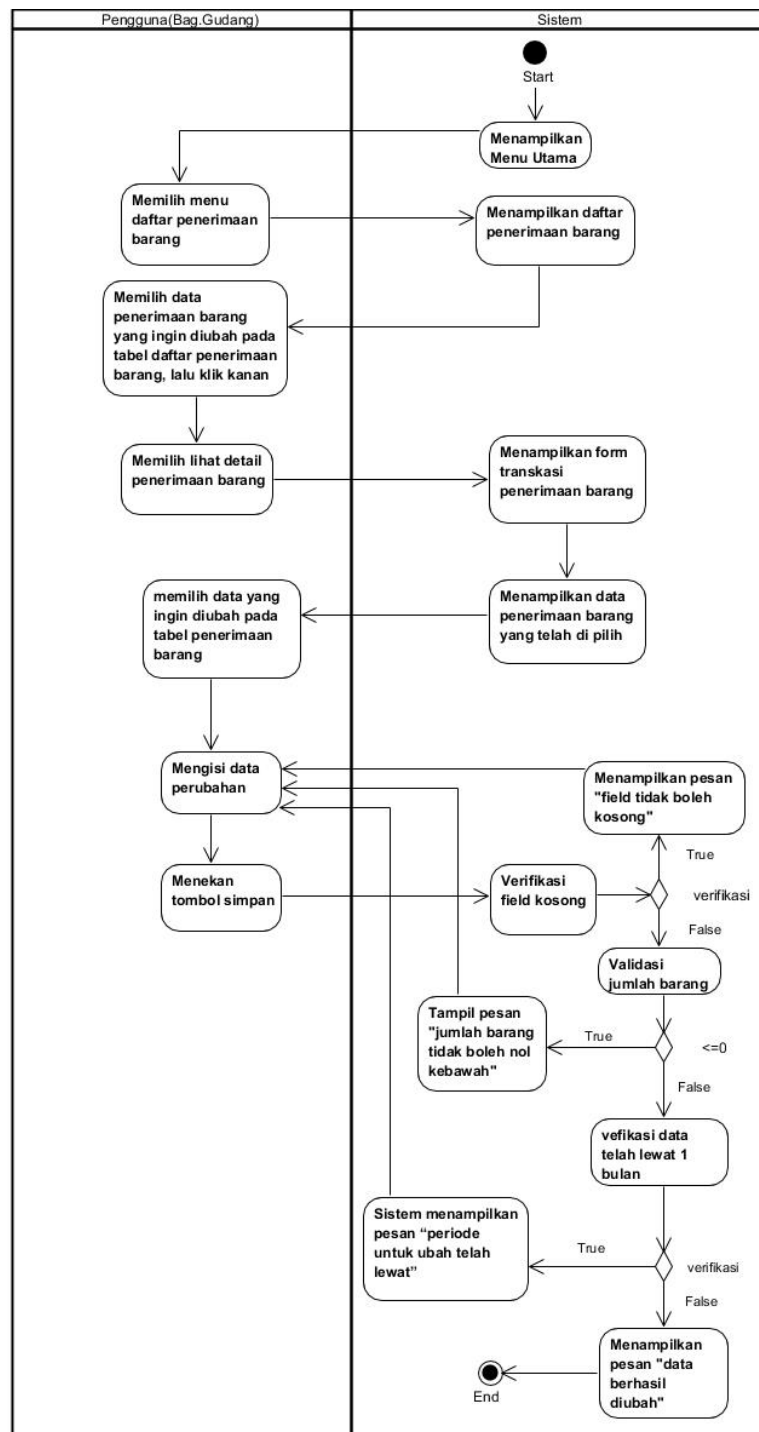 Pengguna(Bag.Gudang)
Sistem
Start
Menampilkan
Menu Utama
Memilih menu
daftar penerimaan
barang
Menampilkan daftar
penerimaan barang
Memilih data
penerimaan barang
yang ingin diubah pada
tabel daftar penerimaan
barang, lalu klik kanan
Memilih lihat detail
penerimaan barang
Menampilkan form
transkasi
penerimaan barang
Menampilkan data
penerimaan barang
yang telah di pilih
memilih data yang
ingin diubah pada
tabel penerimaan
barang
Mengisi data
perubahan
Menampilkan pesan
"field tidak boleh
kosong"
True
Menekan
tombol simpan
Verifikasi
field kosong
verifikasi
False
Validasi
jumlah barang
Tampil pesan
"jumlah barang
tidak boleh nol
kebawah"
True
<=0
False
vefikasi data
telah lewat 1
bulan
Sistem menampilkan
pesan “periode
untuk ubah telah
lewat”
True
verifikasi
False
Menampilkan
pesan "data
berhasil
diubah"
End